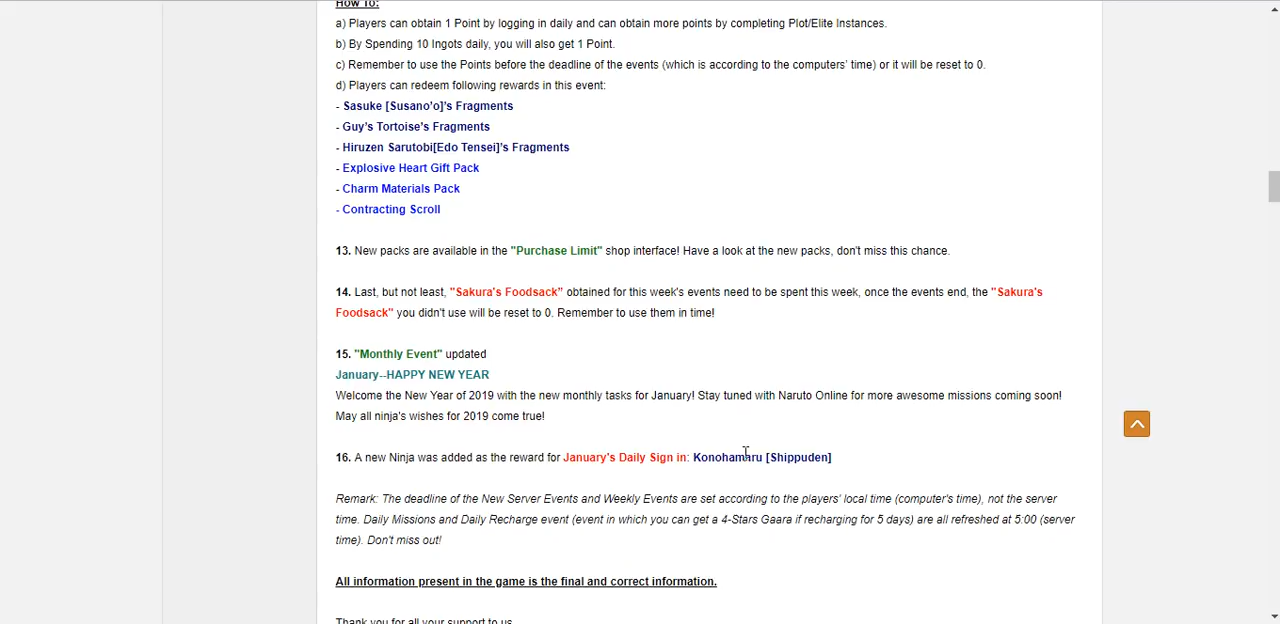 How To:
a) Players can obtain 1 Point by logging in daily and can obtain more points by completing Plot/Elite Instances.
b) By Spending 10 Ingots daily, you will also get 1 Point.
c) Remember to use the Points before the deadline of the events (which is according to the computers' time) or it will be reset to 0.
d) Players can redeem following rewards in this event:
- Sasuke [Susano'o]'s Fragments
- Guy's Tortoise's Fragments
- Hiruzen Sarutobi[Edo Tensei]'s Fragments
- Explosive Heart Gift Pack
- Charm Materials Pack
- Contracting Scroll
13. New packs are available in the "Purchase Limit" shop interface! Have a look at the new packs, don't miss this chance.
14. Last, but not least, "Sakura's Foodsack" obtained for this week's events need to be spent this week, once the events end, the "Sakura's
Foodsack" you didn't use will be reset to 0. Remember to use them in time!
15. "Monthly Event" updated
January--HAPPY NEW YEAR
Welcome the New Year of 2019 with the new monthly tasks for January! Stay tuned with Naruto Online for more awesome missions coming soon!
May all ninja's wishes for 2019 come true!
16. A new Ninja was added as the reward for January's Daily Sign in: Konohamaru [Shippuden]
Remark: The deadline of the New Server Events and Weekly Events are set according to the players' local time (computer's time), not the server
time. Daily Missions and Daily Recharge event (event in which you can get a 4-Stars Gaara if recharging for 5 days) are all refreshed at 5:00 (server
time). Don't miss out!
All information present in the game is the final and correct information.
Thank you for all your support to us